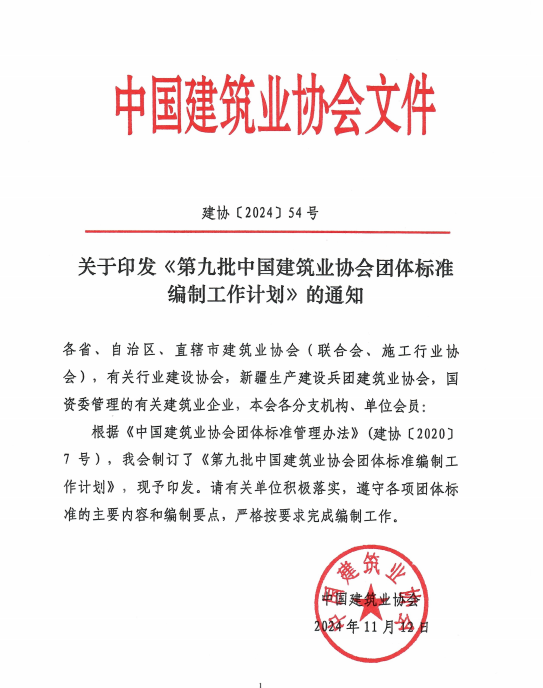 中国建筑业协会文件
建协〔2024〕54号
关于印发《第九批中国建筑业协会团体标准
编制工作计划》的通知
各省、自治区、直辖市建筑业协会（联合会、施工行业协
会），有关行业建设协会，新疆生产建设兵团建筑业协会，国
资委管理的有关建筑业企业，本会各分支机构、单位会员：
根据《中国建筑业协会团体标准管理办法》(建协〔2020〕
7 号），我会制订了《第九批中国建筑业协会团体标准编制工
作计划》，现予印发。请有关单位积极落实，遵守各项团体标
准的主要内容和编制要点，严格按要求完成编制工作。
中国建筑业协会
中国建筑业协会
2024 年 11 月 12 日
1